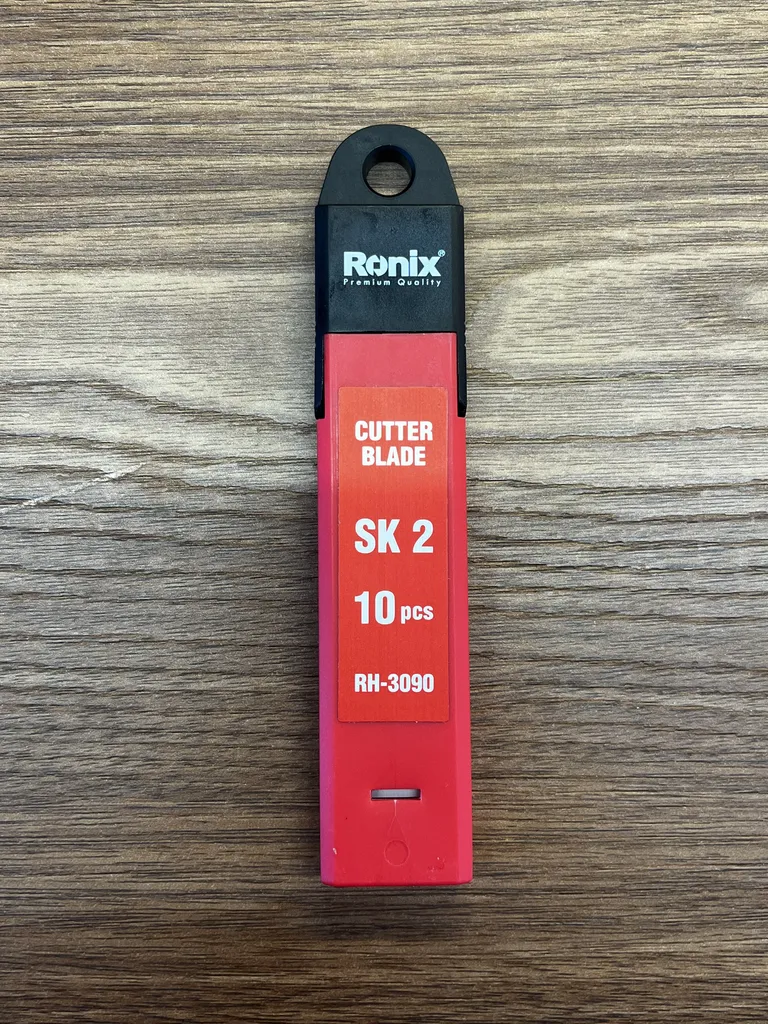 Ronix®
Premium Quality
CUTTER
BLADE
SK 2
10 pcs
RH-3090